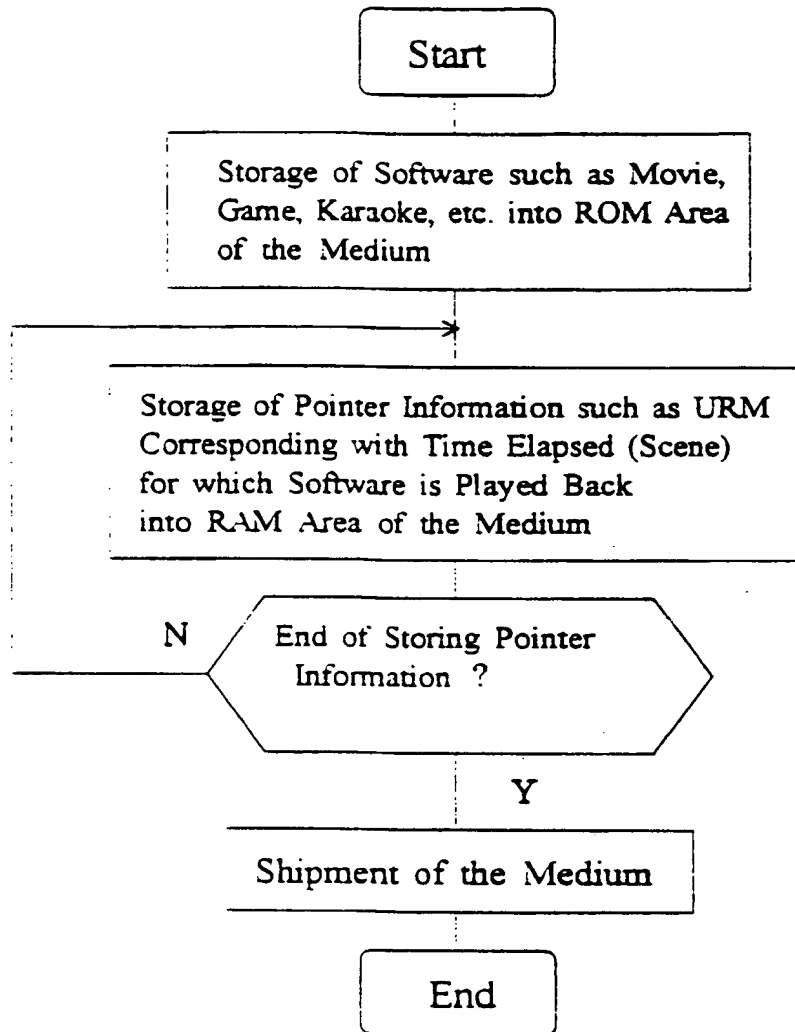 Start
Storage of Software such as Movie,
Game, Karaoke, etc. into ROM Area
of the Medium
Storage of Pointer Information such as URM
Corresponding with Time Elapsed (Scene)
for which Software is Played Back
into RAM Area of the Medium
N
End of Storing Pointer
Information ?
Y
Shipment of the Medium
End